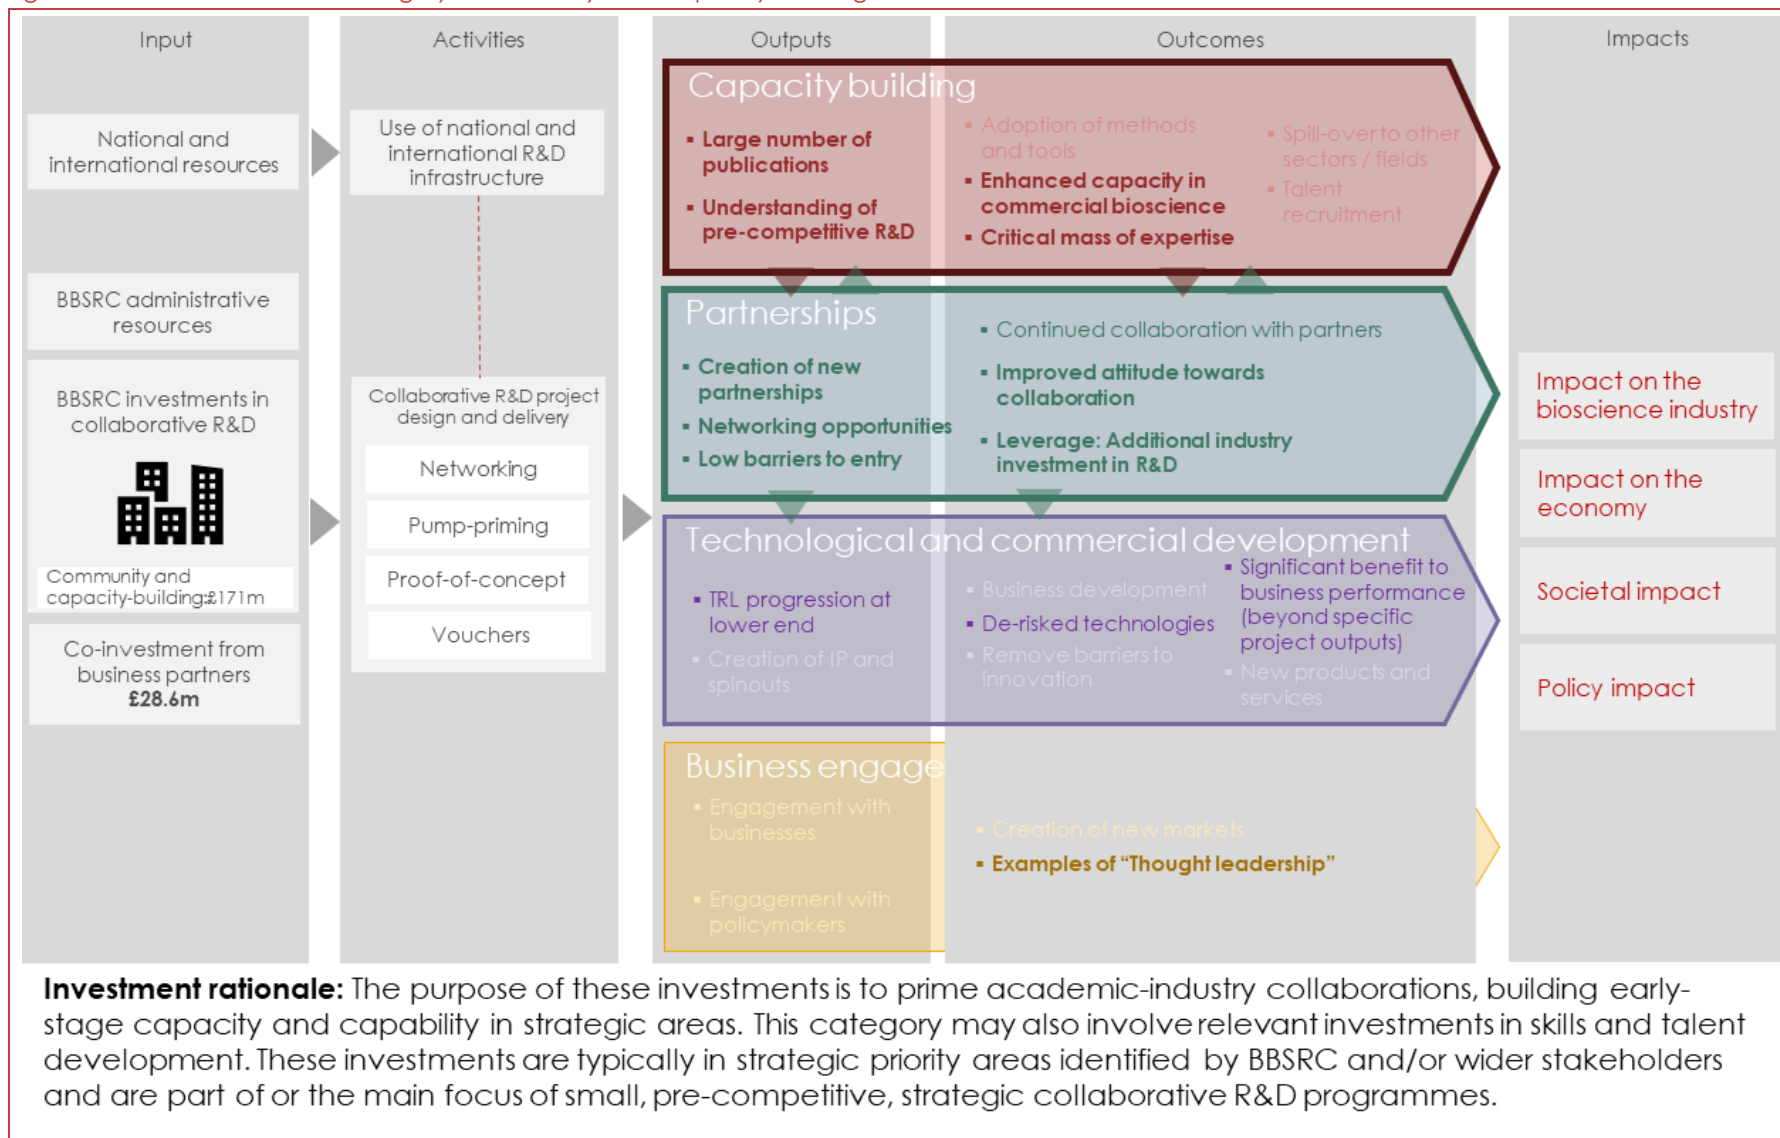 Input
Activities
Outputs
Outcomes
Impacts
National and
international resources
BBSRC administrative
resources
BBSRC investments in
collaborative R&D
Community and
capacity-building:£171m
Co-investment from
business partners
£28.6m
Use of national and
international R&D
infrastructure
Collaborative R&D project
design and delivery
Networking
Pump-priming
Proof-of-concept
Vouchers
Capacity building
▪ Large number of
publications
▪ Understanding of
pre-competitive R&D
▪ Adoption of methods
and tools
▪ Enhanced capacity in
commercial bioscience
▪ Critical mass of expertise
▪ Spill-over to other
sectors / fields
▪ Talent
recruitment
Partnerships
▪ Creation of new
partnerships
▪ Networking opportunities
▪ Low barriers to entry
▪ Continued collaboration with partners
▪ Improved attitude towards
collaboration
▪ Leverage: Additional industry
investment in R&D
Technological and commercial development
▪ TRL progression at
lower end
▪ Creation of IP and
spinouts
▪ Business development
▪ De-risked technologies
▪ Remove barriers to
innovation
▪ Significant benefit to
business performance
(beyond specific
project outputs)
▪ New products and
services
Business engage
▪ Engagement with
businesses
▪ Engagement with
policymakers
▪ Creation of new markets
▪ Examples of “Thought leadership”
Impact on the
bioscience industry
Impact on the
economy
Societal impact
Policy impact
Investment rationale: The purpose of these investments is to prime academic-industry collaborations, building early-
stage capacity and capability in strategic areas. This category may also involve relevant investments in skills and talent
development. These investments are typically in strategic priority areas identified by BBSRC and/or wider stakeholders
and are part of or the main focus of small, pre-competitive, strategic collaborative R&D programmes.